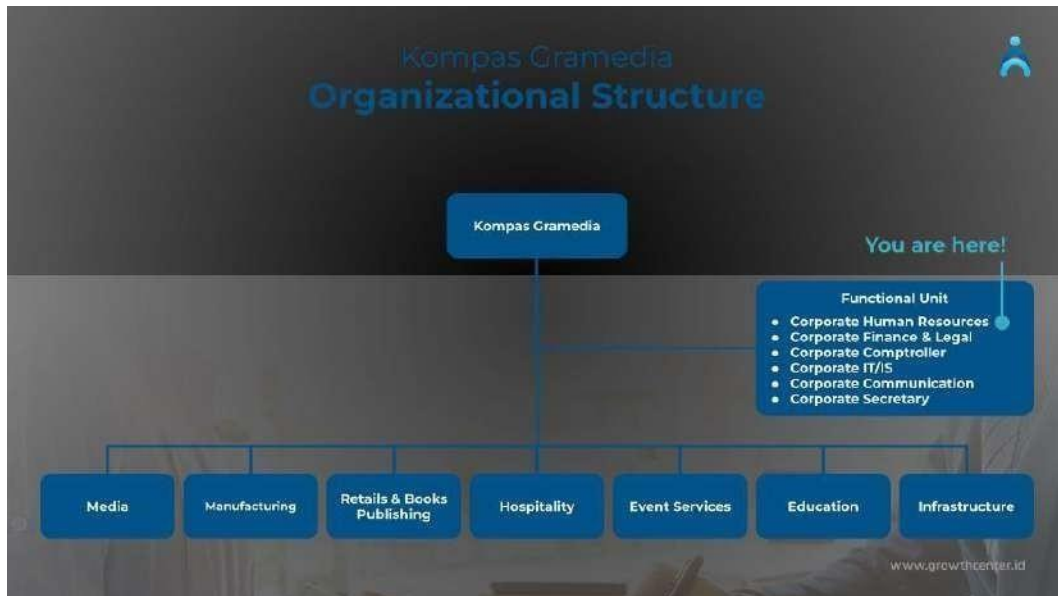 Kompas Gramedia
Organizational Structure
Kompas Gramedia
You are here!
Functional Unit
• Corporate Human Resources
• Corporate Finance & Legal
• Corporate Comptroller
• Corporate IT/IS
• Corporate Communication
• Corporate Secretary
Media
Manufacturing
Retails & Books
Publishing
Hospitality
Event Services
Education
Infrastructure
www.growthcenter.id